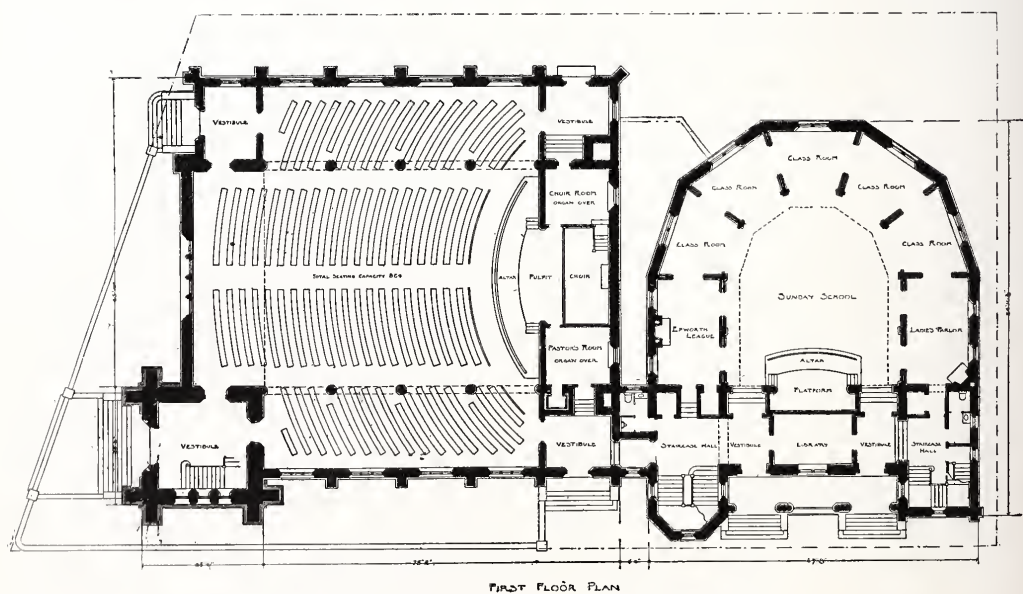 VESTIBULE
VESTIBULE
CHOIR ROOM
ORGAN OVER
TOTAL SEATING CAPACITY 864
ALTAR
PULPIT
CHOIR
PASTOR'S ROOM
ORGAN OVER
VESTIBULE
VESTIBULE
CLASS ROOM
CLASS ROOM
CLASS ROOM
CLASS ROOM
CLASS ROOM
SUNDAY SCHOOL
EPWORTH
LEAGUE
LADIE'S PARLOR
ALTAR
PLATFORM
STAIRCASE HALL
VESTIBULE
LIBRARY
VESTIBULE
STAIRCASE
HALL
FIRST FLOOR PLAN